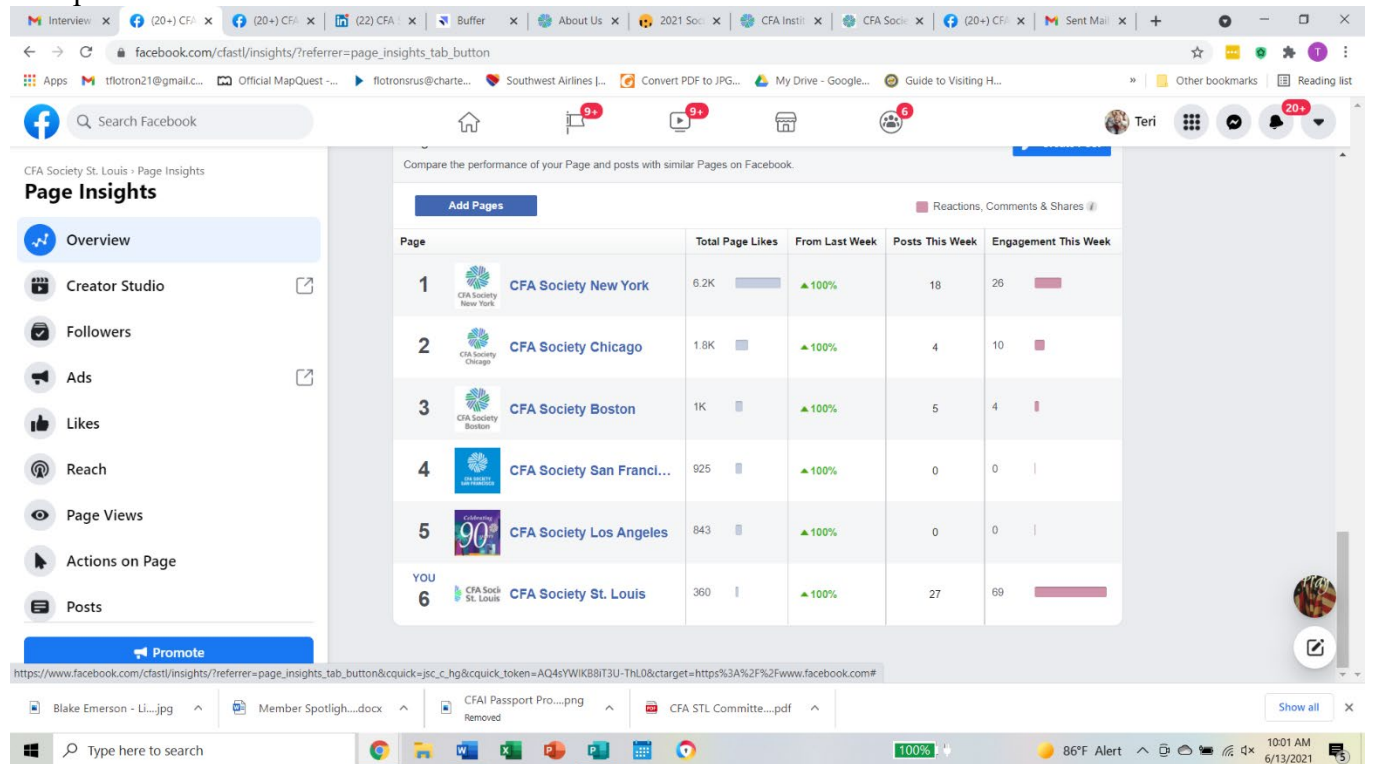 Interview
(20+) CFA
(20+) CFA
(22) CFA
Buffer
About Us
2021 Soci
CFA Instit
CFA Socie
(20+) CFA
Sent Mail
facebook.com/cfastl/insights/?referrer=page_insights_tab_button
Apps
tflotron21@gmail.c...
Official MapQuest -...
flotronsrus@charte...
Southwest Airlines |...
Convert PDF to JPG...
My Drive - Google...
Guide to Visiting H...
»
Other bookmarks
Reading list
T
Search Facebook
9+
9+
6
Teri
20+
CFA Society St. Louis › Page Insights
Page Insights
Overview
Creator Studio
Followers
Ads
Likes
Reach
Page Views
Actions on Page
Posts
Promote
Compare the performance of your Page and posts with similar Pages on Facebook.
Add Pages
Reactions, Comments & Shares i
Page Total Page Likes From Last Week Posts This Week Engagement This Week
1 CFA Society New York CFA Society New York 6.2K ▲100% 18 26
2 CFA Society Chicago CFA Society Chicago 1.8K ▲100% 4 10
3 CFA Society Boston CFA Society Boston 1K ▲100% 5 4
4 CFA SOCIETY SAN FRANCISCO CFA Society San Franci... 925 ▲100% 0 0
5 Celebrating 90 CFA Society Los Angeles 843 ▲100% 0 0
YOU
6 CFA Soci St. Louis CFA Society St. Louis 360 ▲100% 27 69
https://www.facebook.com/cfastl/insights/?referrer=page_insights_tab_button&cquick=jsc_c_hg&cquick_token=AQ4sYWIK88iT3U-ThL0&ctarget=https%3A%2F%2Fwww.facebook.com#
Blake Emerson - Li....jpg
Member Spotligh....docx
CFAI Passport Pro....png
Removed
CFA STL Committe....pdf
Show all
Type here to search
100%
86°F Alert
10:01 AM
6/13/2021
5